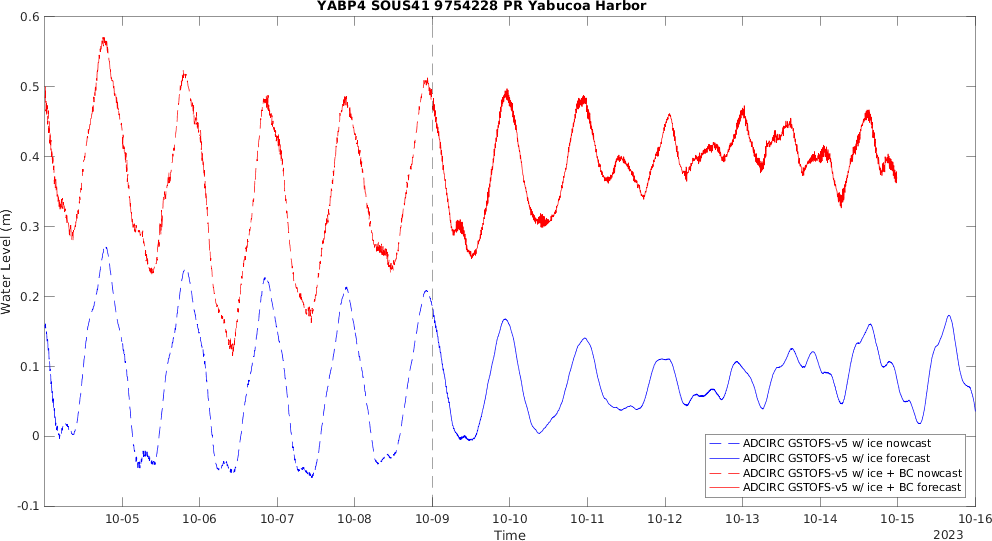 YABP4 SOUS41 9754228 PR Yabucoa Harbor
0.6
0.5
0.4
0.3
0.2
0.1
0
-0.1
Water Level (m)
ADCIRC GSTOFS-v5 w/ ice nowcast
ADCIRC GSTOFS-v5 w/ ice forecast
ADCIRC GSTOFS-v5 w/ ice + BC nowcast
ADCIRC GSTOFS-v5 w/ ice + BC forecast
10-05 10-06 10-07 10-08 10-09 10-10 10-11 10-12 10-13 10-14 10-15 10-16
Time
2023